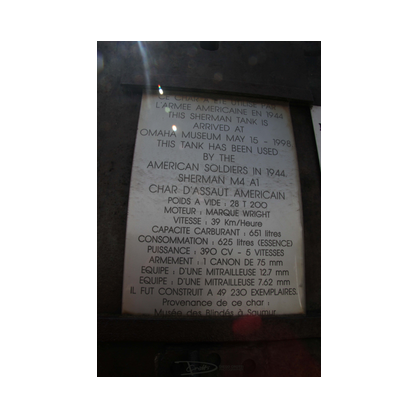 L'ARMEE AMERICAINE EN 1944
THIS SHERMAN TANK IS
ARRIVED AT
OMAHA MUSEUM MAY 15 - 1998
THIS TANK HAS BEEN USED
BY THE
AMERICAN SOLDIERS IN 1944.
SHERMAN M4 A1
CHAR D'ASSAUT AMERICAIN
POIDS A VIDE : 28 T 200
MOTEUR : MARQUE WRIGHT
VITESSE : 39 Km/Heure
CAPACITE CARBURANT : 651 litres
CONSOMMATION : 625 litres (ESSENCE)
PUISSANCE : 390 CV - 5 VITESSES
ARMEMENT : 1 CANON DE 75 mm
EQUIPE : D'UNE MITRAILLEUSE 12.7 mm
EQUIPE : D'UNE MITRAILLEUSE 7.62 mm
IL FUT CONSTRUIT A 49 230 EXEMPLAIRES.
Provenance de ce char :
Musée des Blindés à Saumur